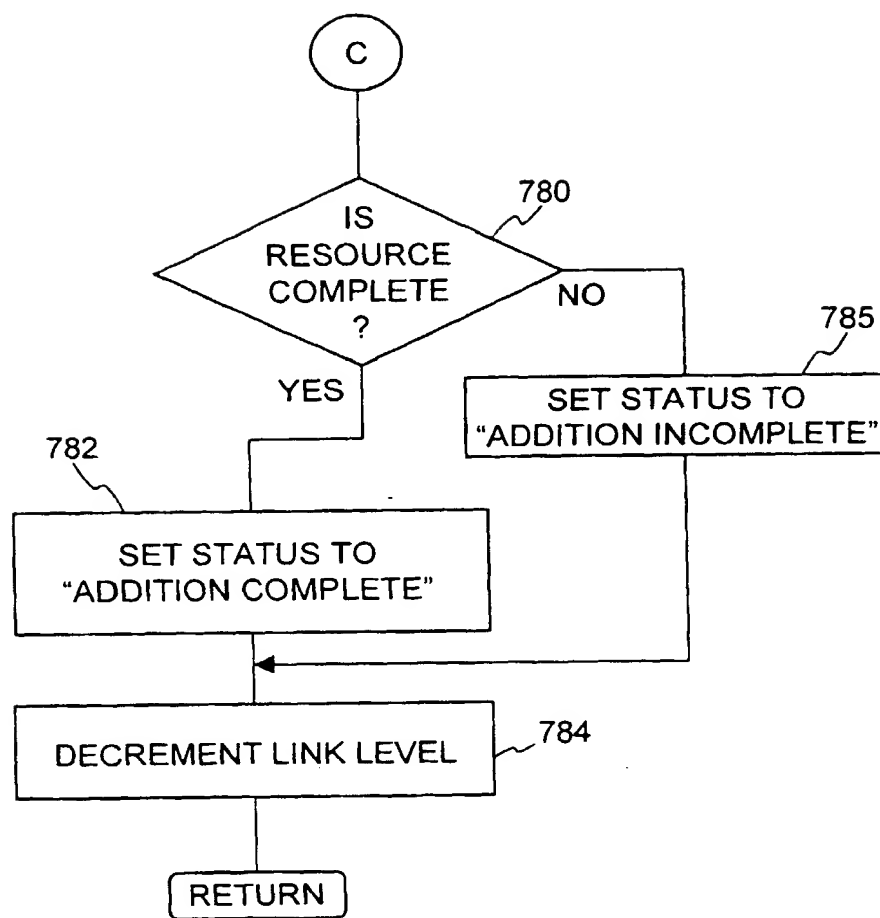 C
780
IS
RESOURCE
COMPLETE
?
NO
YES
785
SET STATUS TO
“ADDITION INCOMPLETE”
782
SET STATUS TO
“ADDITION COMPLETE”
DECREMENT LINK LEVEL
784
RETURN